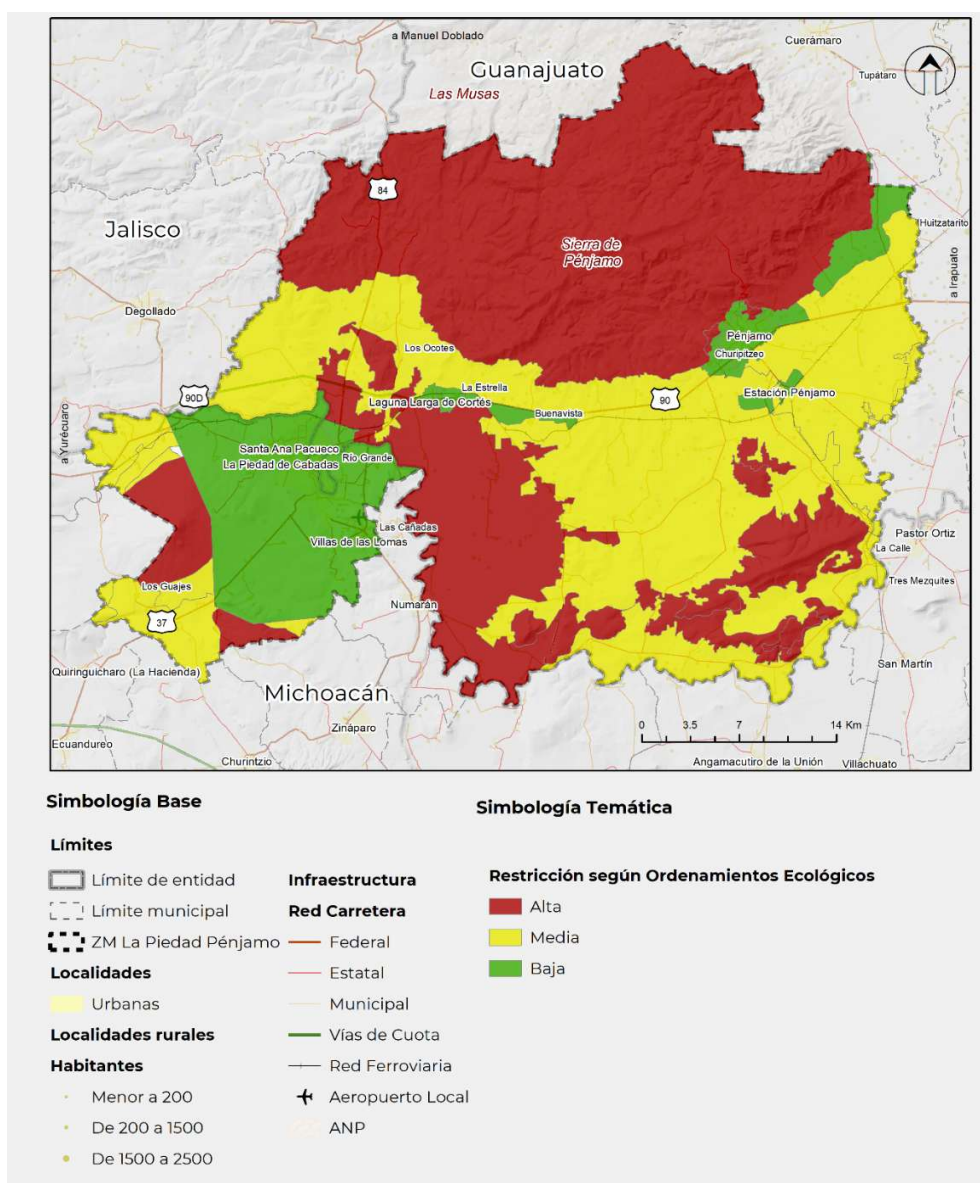 a Manuel Doblado
Cuerámaro
Guanajuato
Tupátaro
Las Musas
84
Jalisco
Huitzatarito
Sierra de
Pénjamo
a Irapuato
Degollado
Pénjamo
Los Ocotes
Churipitzeo
La Estrella
90D
90
Estación Pénjamo
Laguna Larga de Cortés
Buenavista
a Yurécuaro
Santa Ana Pacueco
Río Grande
La Piedad de Cabadas
Las Cañadas
Pastor Ortiz
Villas de las Lomas
La Calle
Los Guajes
Tres Mezquites
Numarán
37
Quiringuicharo (La Hacienda)
San Martín
Michoacán
Zináparo
0 3.5 7 14 Km
Ecuandureo
Churintzio
Angamacutiro de la Unión
Villachuato
Simbología Base
Límites
Límite de entidad
Límite municipal
ZM La Piedad Pénjamo
Localidades
Urbanas
Localidades rurales
Habitantes
Menor a 200
De 200 a 1500
De 1500 a 2500
Infraestructura
Red Carretera
Federal
Estatal
Municipal
Vías de Cuota
Red Ferroviaria
Aeropuerto Local
ANP
Simbología Temática
Restricción según Ordenamientos Ecológicos
Alta
Media
Baja